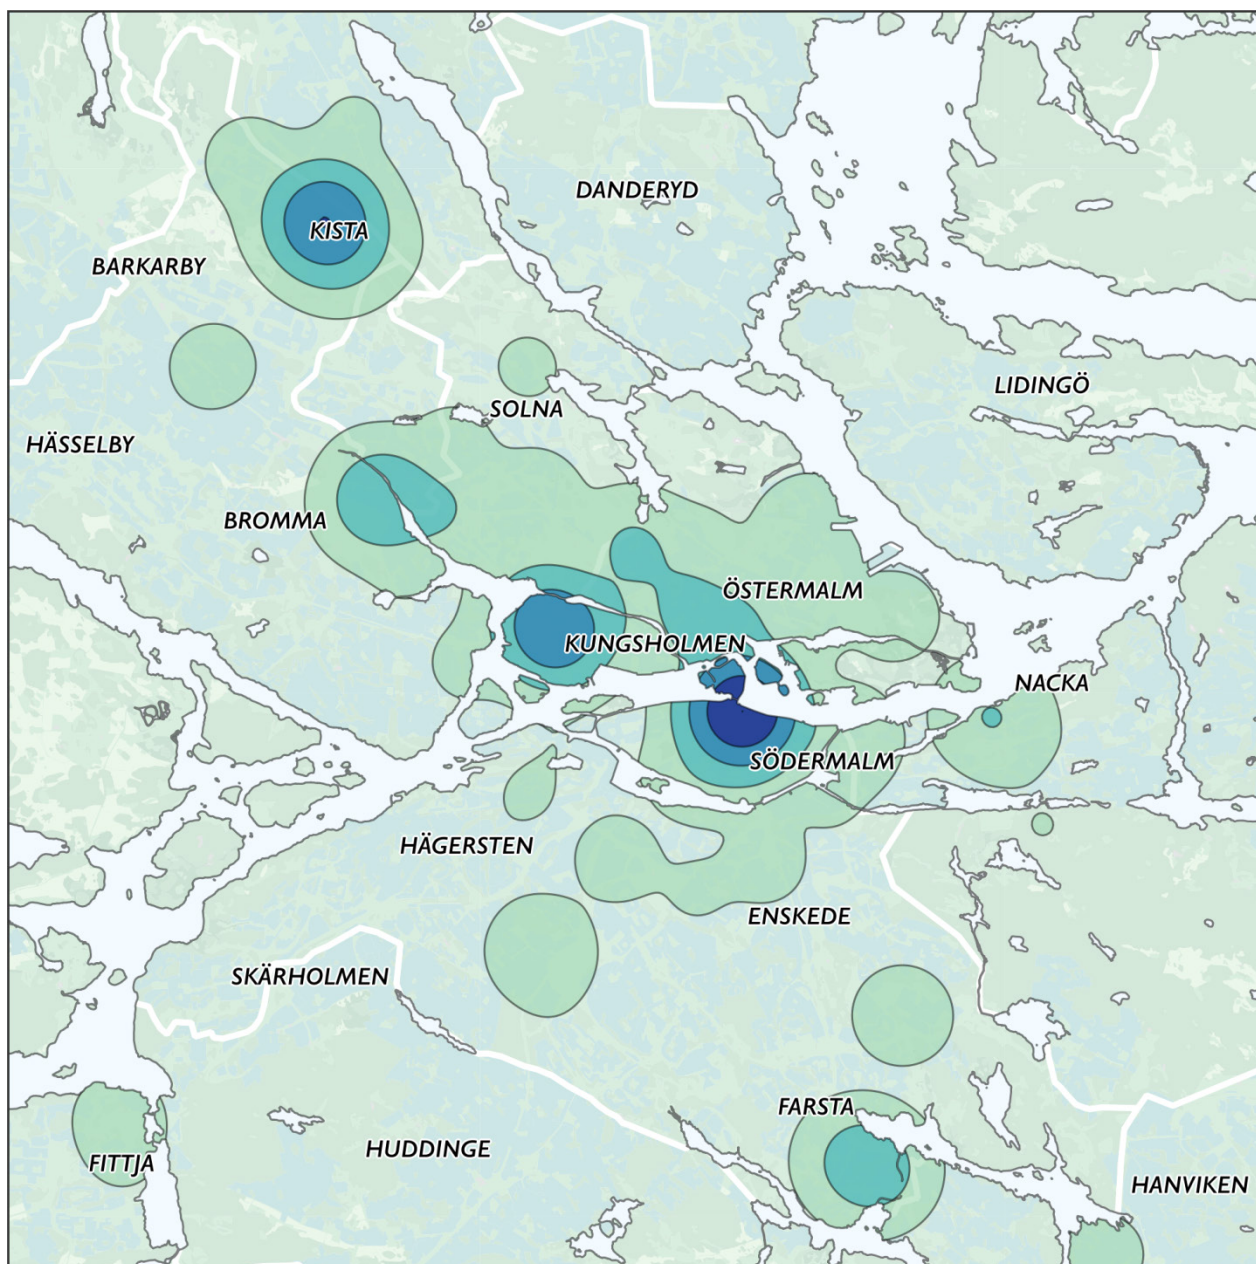 DANDERYD
KISTA
BARKARBY
LIDINGÖ
SOLNA
HÄSSELBY
BROMMA
ÖSTERMALM
KUNGSHOLMEN
NACKA
SÖDERMALM
HÄGERSTEN
ENSKEDE
SKÄRHOLMEN
FARSTA
HUDDINGE
FITTJA
HANVIKEN